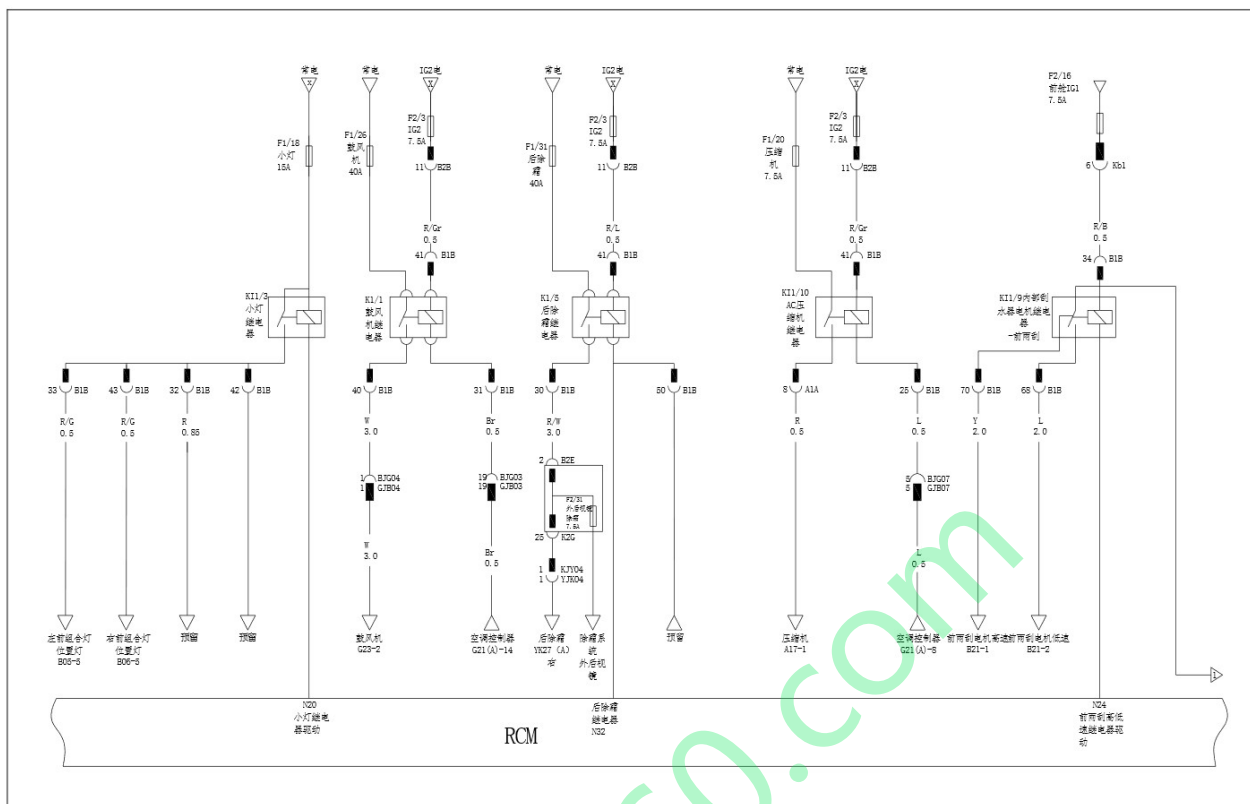 常电
常电
IG2电
常电
IG2电
常电
IG2电
F2/16
前舱IG1
7.5A
X
X
X
X
F1/18
小灯
15A
F1/26
鼓风
机
40A
F2/3
IG2
7.5A
F1/31
后除
霜
40A
F2/3
IG2
7.5A
F1/20
压缩
机
7.5A
F2/3
IG2
7.5A
11 B2B
11 B2B
11 B2B
6 Kb1
R/Gr
0.5
R/L
0.5
R/Gr
0.5
R/B
0.5
41 B1B
41 B1B
41 B1B
34 B1B
KI1/3
小灯
继电
器
K1/1
鼓风
机继
电器
K1/5
后除
霜继
电器
KI1/10
AC压
缩机
继电
器
KI1/9内部刮
水器电机继电
器
-前雨刮
33 B1B
43 B1B
32 B1B
42 B1B
40 B1B
31 B1B
30 B1B
50 B1B
8 A1A
25 B1B
70 B1B
68 B1B
R/G
0.5
R/G
0.5
R
0.85
W
3.0
Br
0.5
R/W
3.0
R
0.5
L
0.5
Y
2.0
L
2.0
2 B2E
1 BJG04
1 GJB04
19 BJG03
19 GJB03
F2/31
外后视镜
除霜
7.5A
5 BJG07
5 GJB07
25 K2G
W
3.0
Br
0.5
1 KJY04
1 YJK04
L
0.5
左前组合灯
位置灯
B05-5
右前组合灯
位置灯
B06-5
预留
预留
鼓风机
G23-2
空调控制器
G21(A)-14
后除霜
YK27 (A)
右
除霜系
统
外后视
镜
预留
压缩机
A17-1
空调控制器
G21(A)-8
前雨刮电机高速
B21-1
前雨刮电机低速
B21-2
1
N20
小灯继电
器驱动
RCM
后除霜
继电器
N32
N24
前雨刮高低
速继电器驱
动